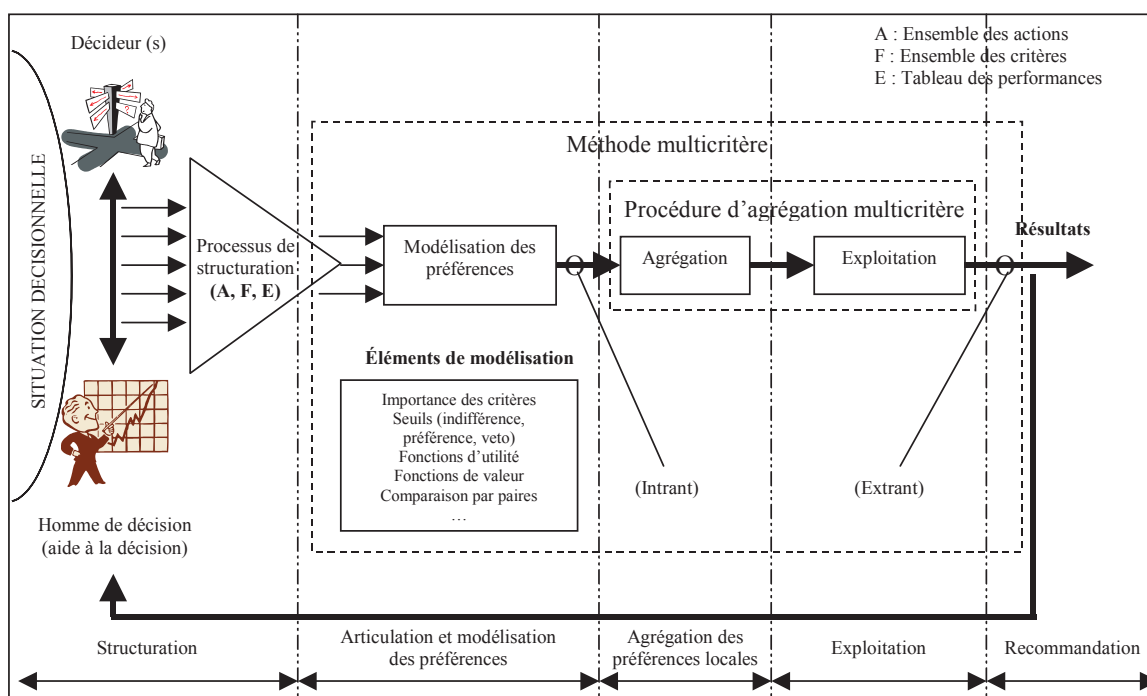 Décideur (s)
A : Ensemble des actions
F : Ensemble des critères
E : Tableau des performances
SITUATION DECISIONNELLE
?
Méthode multicritère
Procédure d’agrégation multicritère
Résultats
Processus de
structuration
(A, F, E)
Modélisation des
préférences
Agrégation
Exploitation
Éléments de modélisation
Importance des critères
Seuils (indifférence,
préférence, veto)
Fonctions d’utilité
Fonctions de valeur
Comparaison par paires
…
(Intrant)
(Extrant)
Homme de décision
(aide à la décision)
Structuration
Articulation et modélisation
des préférences
Agrégation des
préférences locales
Exploitation
Recommandation